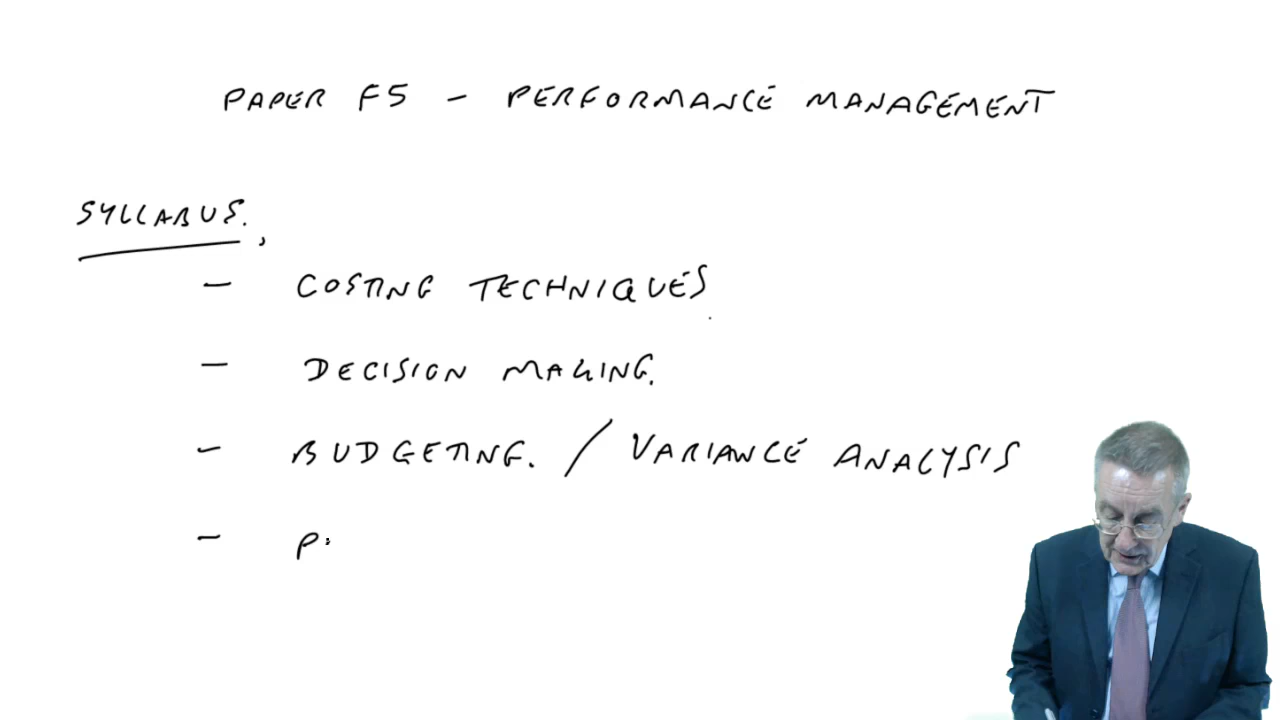 PAPER F5 - PERFORMANCE MANAGEMENT
SYLLABUS.
- COSTING TECHNIQUES
- DECISION MAKING.
- BUDGETING. / VARIANCE ANALYSIS
- P